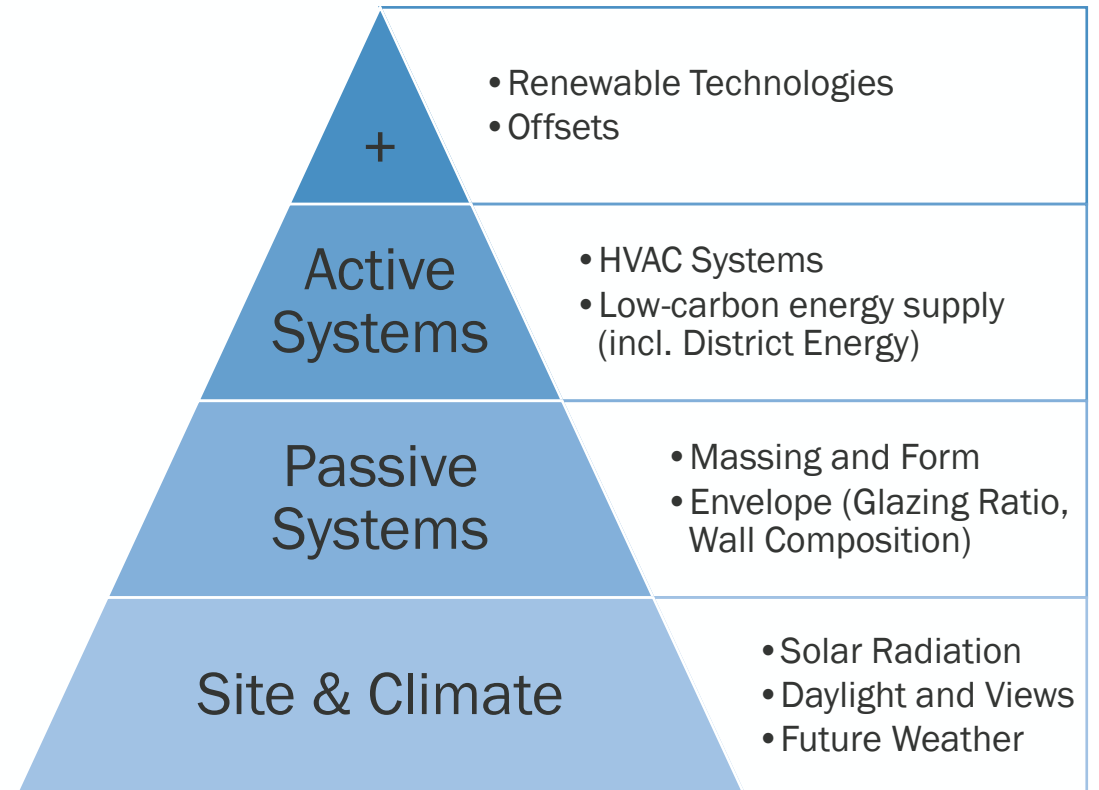 +
• Renewable Technologies
• Offsets
Active
Systems
• HVAC Systems
• Low-carbon energy supply
(incl. District Energy)
Passive
Systems
• Massing and Form
• Envelope (Glazing Ratio,
Wall Composition)
Site & Climate
• Solar Radiation
• Daylight and Views
• Future Weather